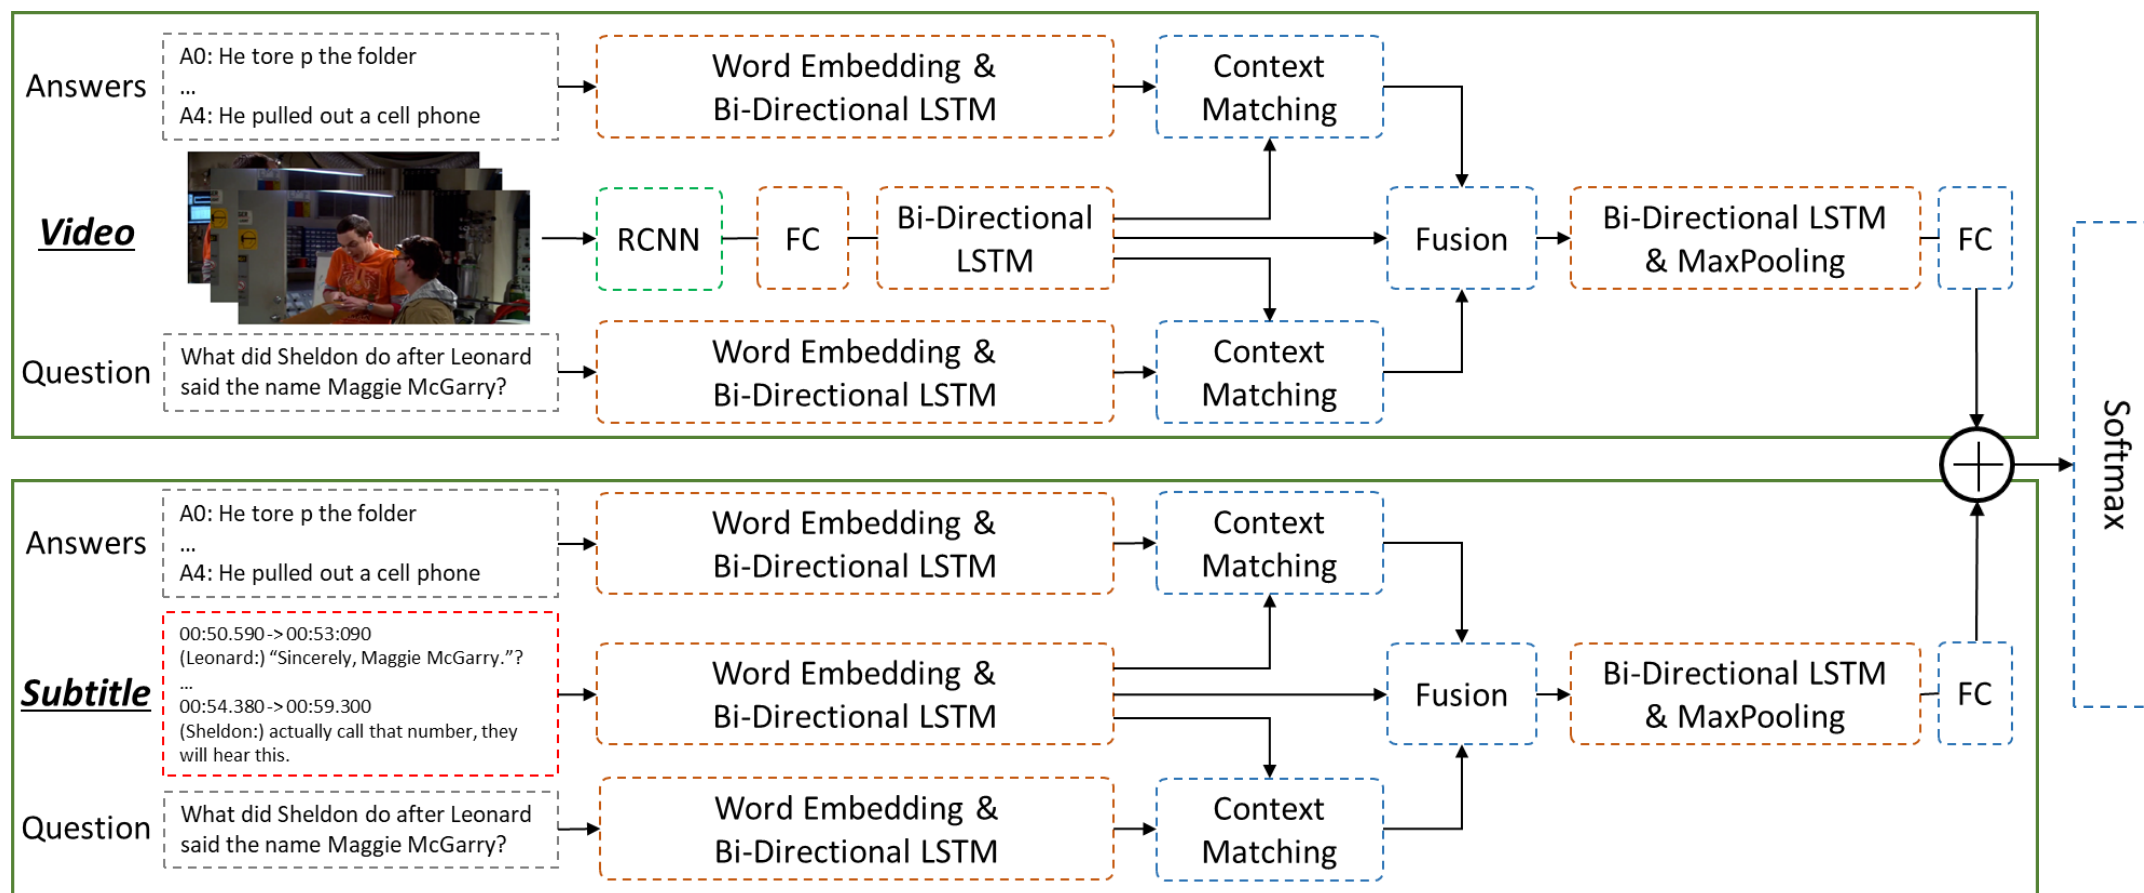 Answers
A0: He tore p the folder
...
A4: He pulled out a cell phone
Word Embedding &
Bi-Directional LSTM
Context
Matching
Video
RCNN
FC
Bi-Directional
LSTM
Fusion
Bi-Directional LSTM
& MaxPooling
FC
Question
What did Sheldon do after Leonard
said the name Maggie McGarry?
Word Embedding &
Bi-Directional LSTM
Context
Matching
Softmax
Answers
A0: He tore p the folder
...
A4: He pulled out a cell phone
Word Embedding &
Bi-Directional LSTM
Context
Matching
Subtitle
00:50.590 -> 00:53:090
(Leonard:) “Sincerely, Maggie McGarry.”?
...
00:54.380 -> 00:59.300
(Sheldon:) actually call that number, they
will hear this.
Word Embedding &
Bi-Directional LSTM
Fusion
Bi-Directional LSTM
& MaxPooling
FC
Question
What did Sheldon do after Leonard
said the name Maggie McGarry?
Word Embedding &
Bi-Directional LSTM
Context
Matching